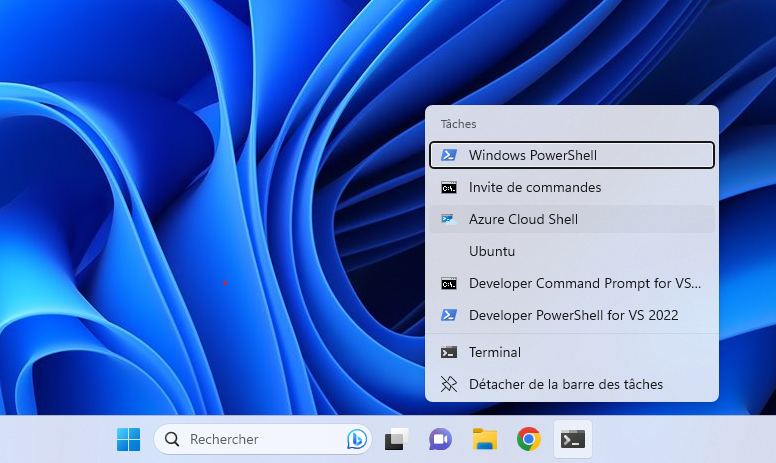 Tâches
Windows PowerShell
Invite de commandes
Azure Cloud Shell
Ubuntu
Developer Command Prompt for VS...
Developer PowerShell for VS 2022
Terminal
Détacher de la barre des tâches
Rechercher